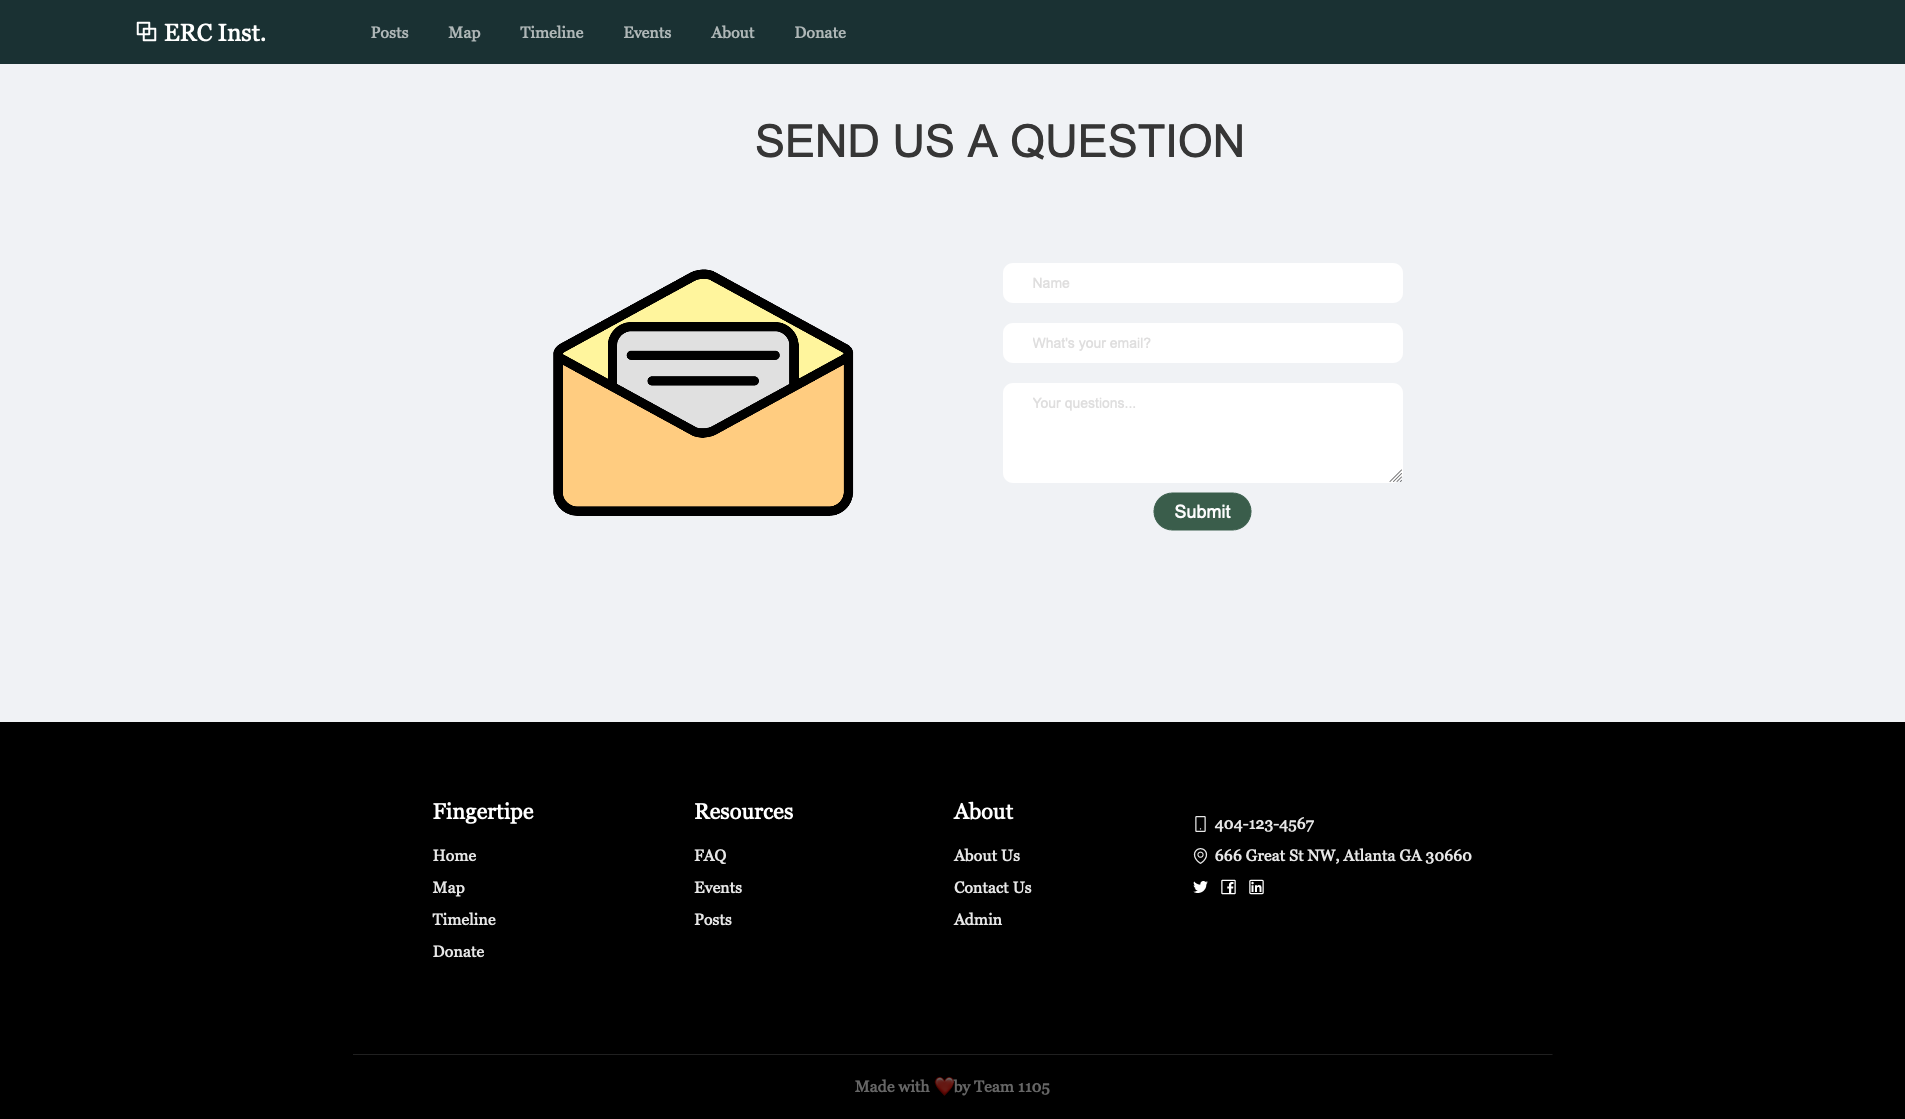 ERC Inst.
Posts
Map
Timeline
Events
About
Donate
SEND US A QUESTION
Name
What's your email?
Your questions...
Submit
Fingertipe
Home
Map
Timeline
Donate
Resources
FAQ
Events
Posts
About
About Us
Contact Us
Admin
404-123-4567
666 Great St NW, Atlanta GA 30660
Made with ❤️by Team 1105